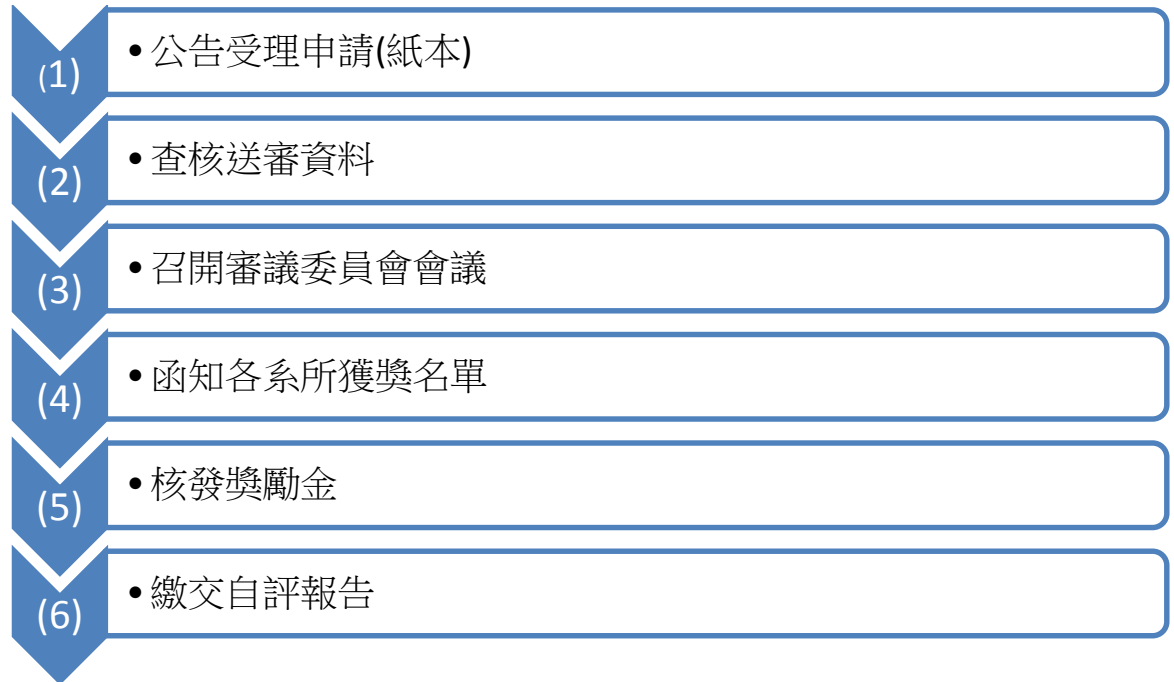 (1)
• 公告受理申請(紙本)
(2)
• 查核送審資料
(3)
• 召開審議委員會會議
(4)
• 函知各系所獲獎名單
(5)
• 核發獎勵金
(6)
• 繳交自評報告